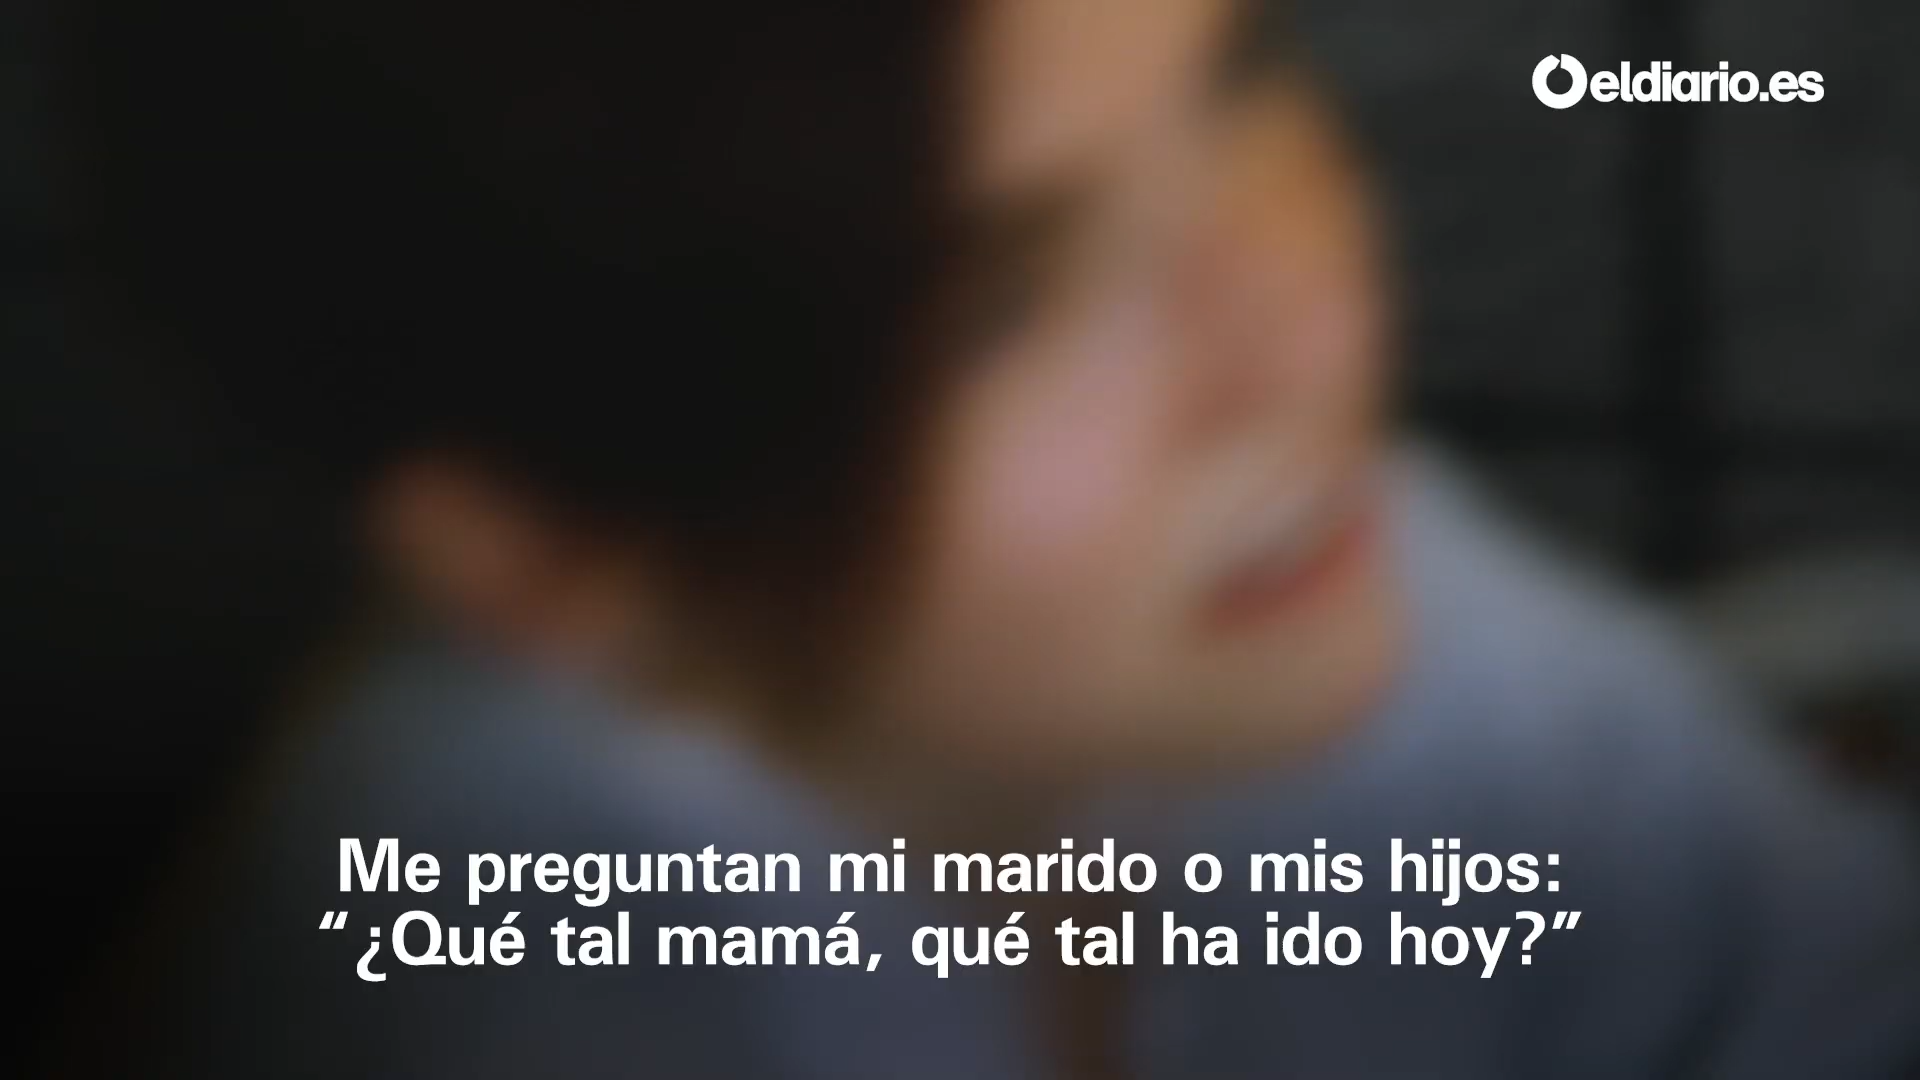 eldiario.es
Me preguntan mi marido o mis hijos:
“¿Qué tal mamá, qué tal ha ido hoy?”